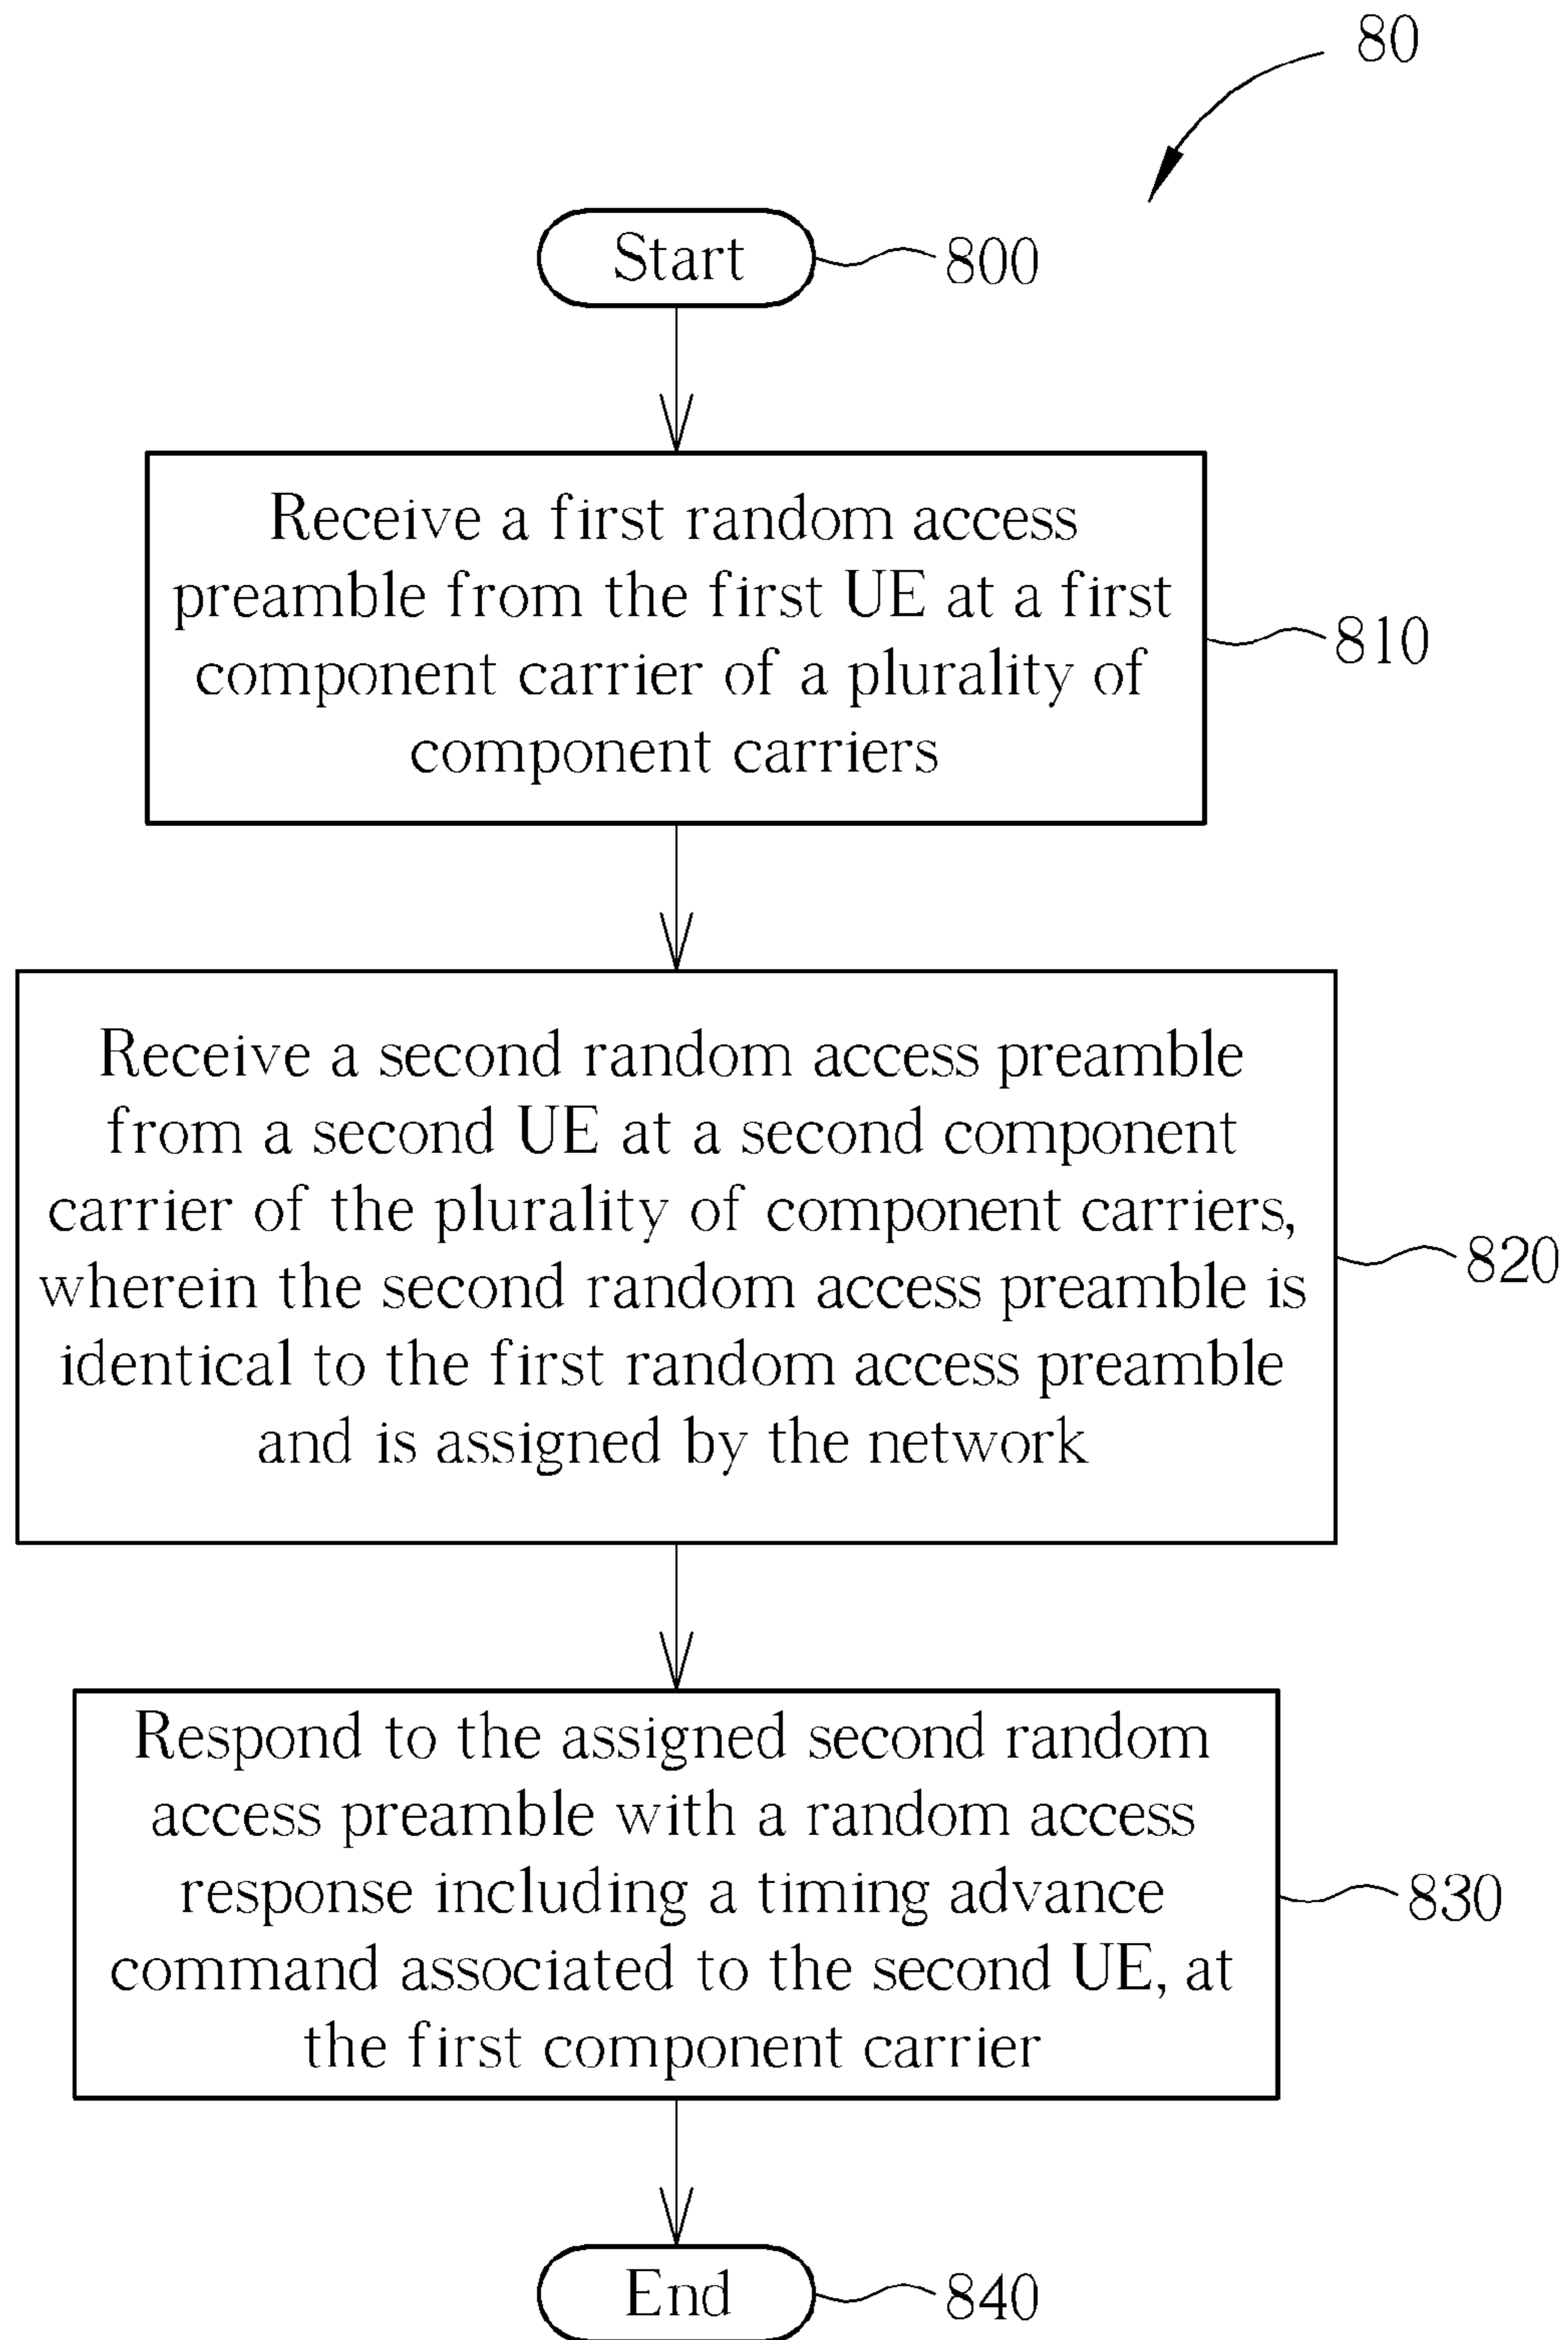 80
Start
800
Receive a first random access
preamble from the first UE at a first
component carrier of a plurality of
component carriers
810
Receive a second random access preamble
from a second UE at a second component
carrier of the plurality of component carriers,
wherein the second random access preamble is
identical to the first random access preamble
and is assigned by the network
820
Respond to the assigned second random
access preamble with a random access
response including a timing advance
command associated to the second UE, at
the first component carrier
830
End
840